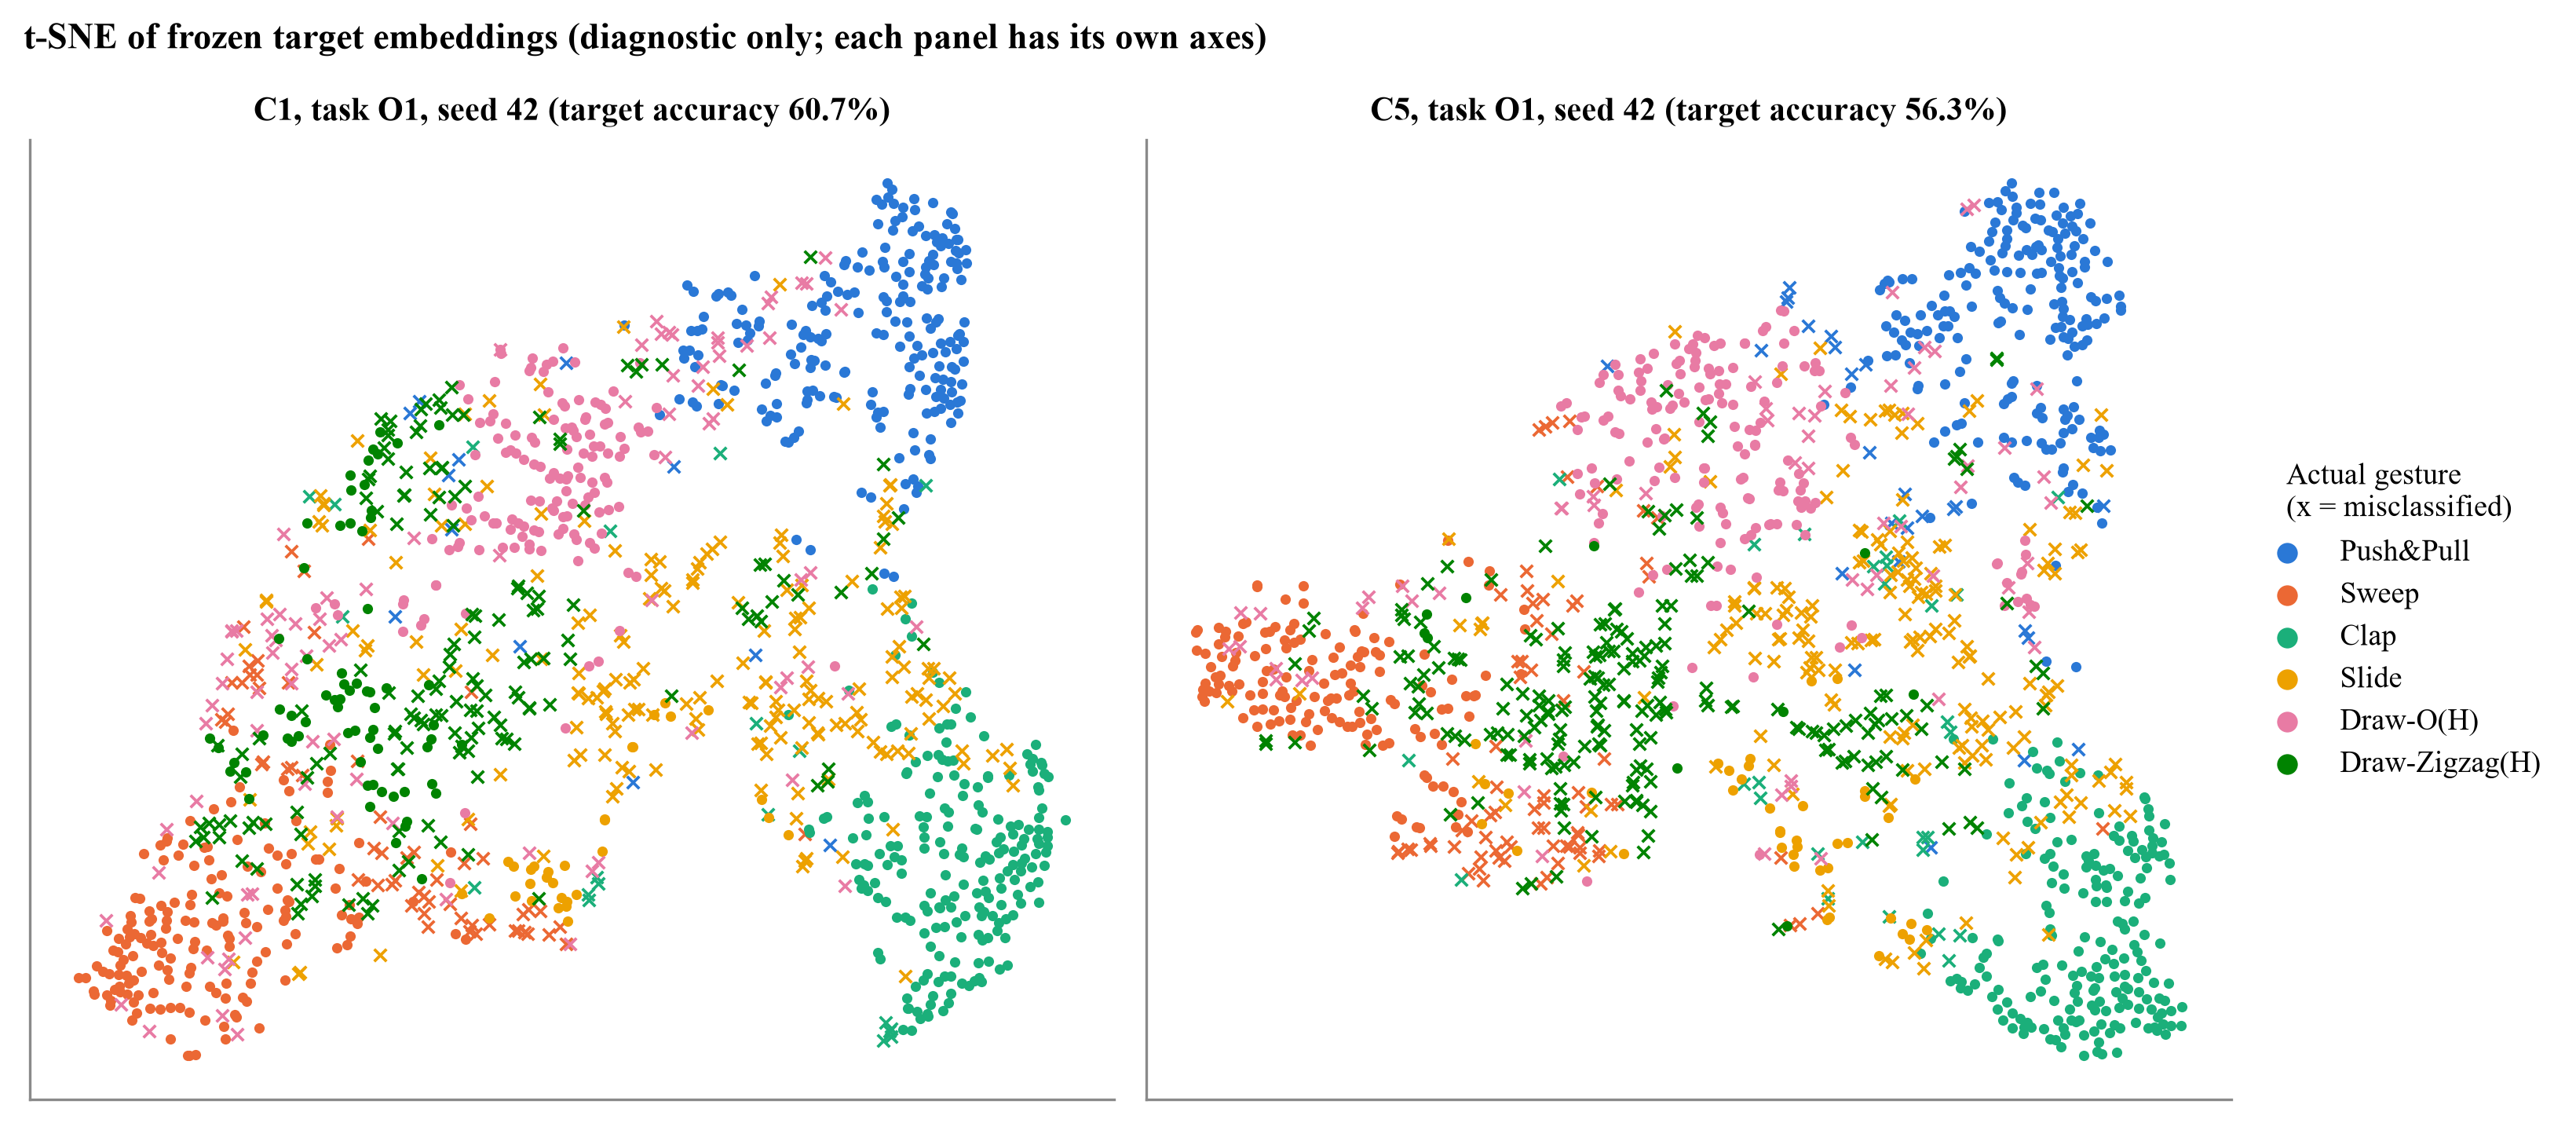 t-SNE of frozen target embeddings (diagnostic only; each panel has its own axes)
C1, task O1, seed 42 (target accuracy 60.7%)
C5, task O1, seed 42 (target accuracy 56.3%)
Actual gesture
(x = misclassified)
Push&Pull
Sweep
Clap
Slide
Draw-O(H)
Draw-Zigzag(H)